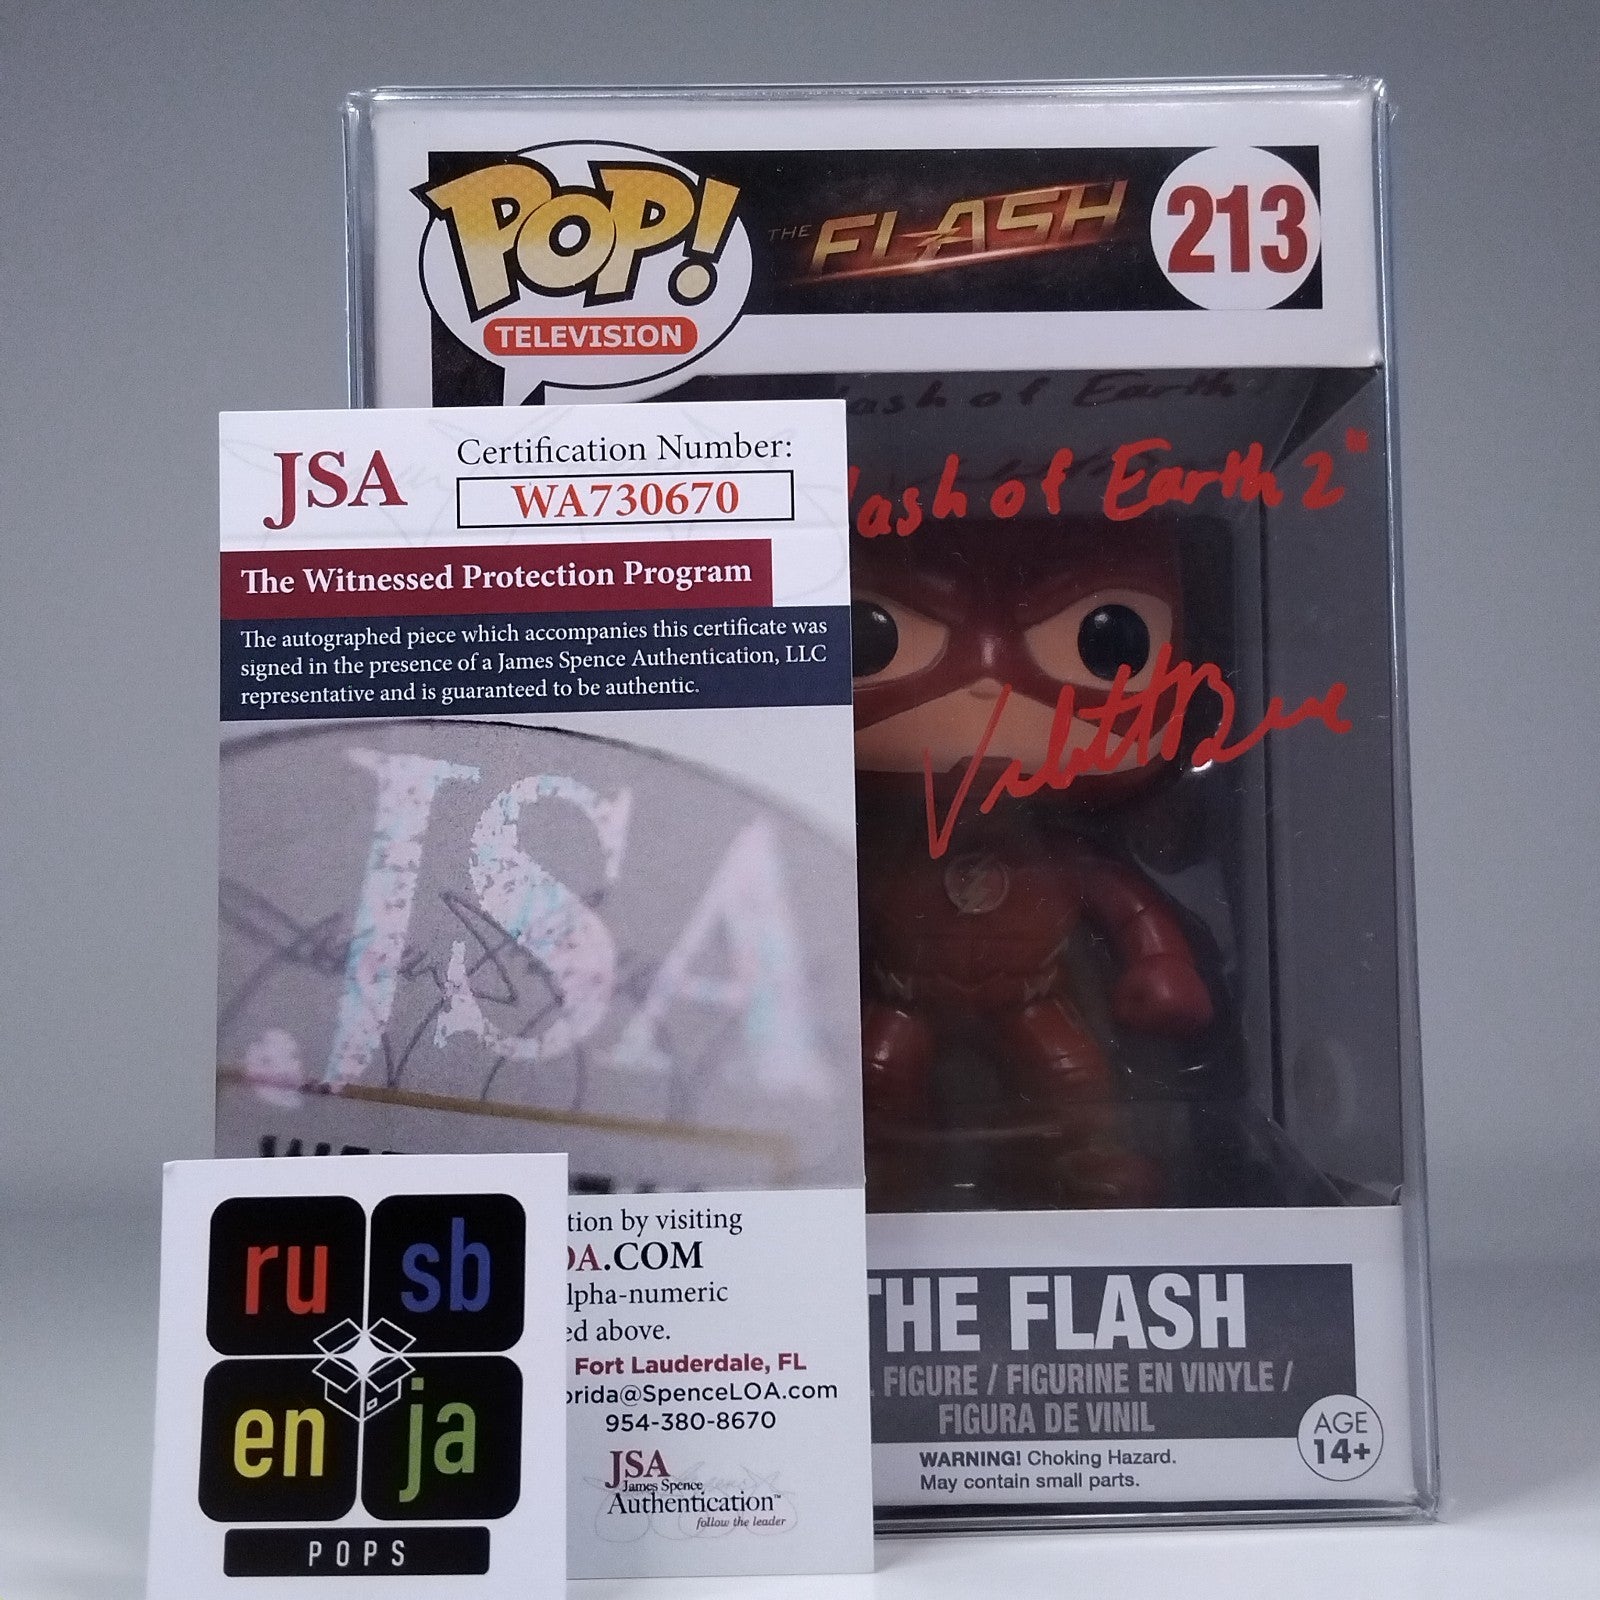 POP!
TELEVISION
THE FLASH
213
lash of Earth 2"
JSA
Certification Number:
WA730670
The Witnessed Protection Program
The autographed piece which accompanies this certificate was
signed in the presence of a James Spence Authentication, LLC
representative and is guaranteed to be authentic.
JSA
tion by visiting
A.COM
lpha-numeric
ed above.
Fort Lauderdale, FL
orida@SpenceLOA.com
954-380-8670
JSA
James Spence
Authentication™
follow the leader
ru
sb
en
ja
POPS
THE FLASH
FIGURE / FIGURINE EN VINYLE /
FIGURA DE VINIL
WARNING! Choking Hazard.
May contain small parts.
AGE
14+